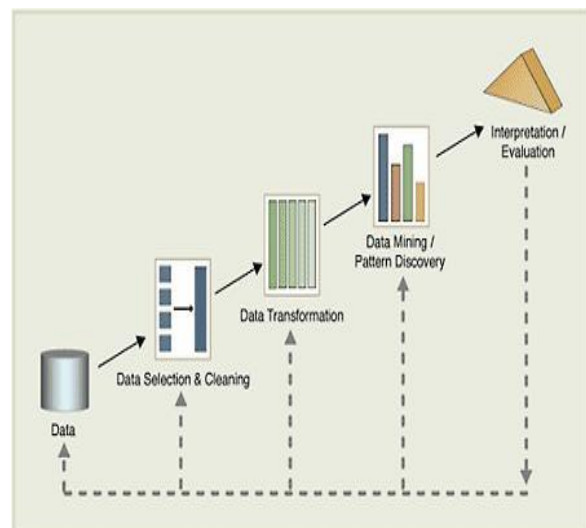 Data
Data Selection & Cleaning
Data Transformation
Data Mining /
Pattern Discovery
Interpretation /
Evaluation